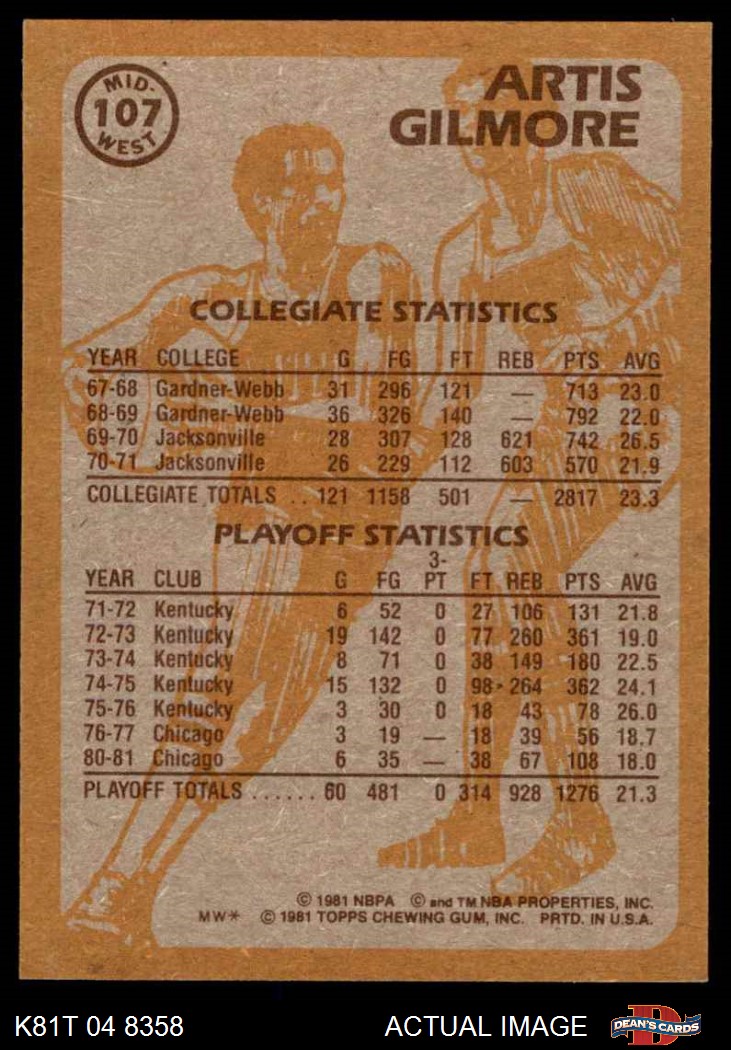 MID-
107
WEST
ARTIS
GILMORE
COLLEGIATE STATISTICS
YEAR COLLEGE G FG FT REB PTS AVG
67-68 Gardner-Webb 31 296 121 — 713 23.0
68-69 Gardner-Webb 36 326 140 — 792 22.0
69-70 Jacksonville 28 307 128 621 742 26.5
70-71 Jacksonville 26 229 112 603 570 21.9
COLLEGIATE TOTALS .. 121 1158 501 — 2817 23.3
PLAYOFF STATISTICS
3-
YEAR CLUB G FG PT FT REB PTS AVG
71-72 Kentucky 6 52 0 27 106 131 21.8
72-73 Kentucky 19 142 0 77 260 361 19.0
73-74 Kentucky 8 71 0 38 149 180 22.5
74-75 Kentucky 15 132 0 98 264 362 24.1
75-76 Kentucky 3 30 0 18 43 78 26.0
76-77 Chicago 3 19 — 18 39 56 18.7
80-81 Chicago 6 35 — 38 67 108 18.0
PLAYOFF TOTALS ...... 60 481 0 314 928 1276 21.3
© 1981 NBPA © and TM NBA PROPERTIES, INC.
MW* © 1981 TOPPS CHEWING GUM, INC. PRTD. IN U.S.A.
K81T 04 8358 ACTUAL IMAGE D DEAN'S CARDS